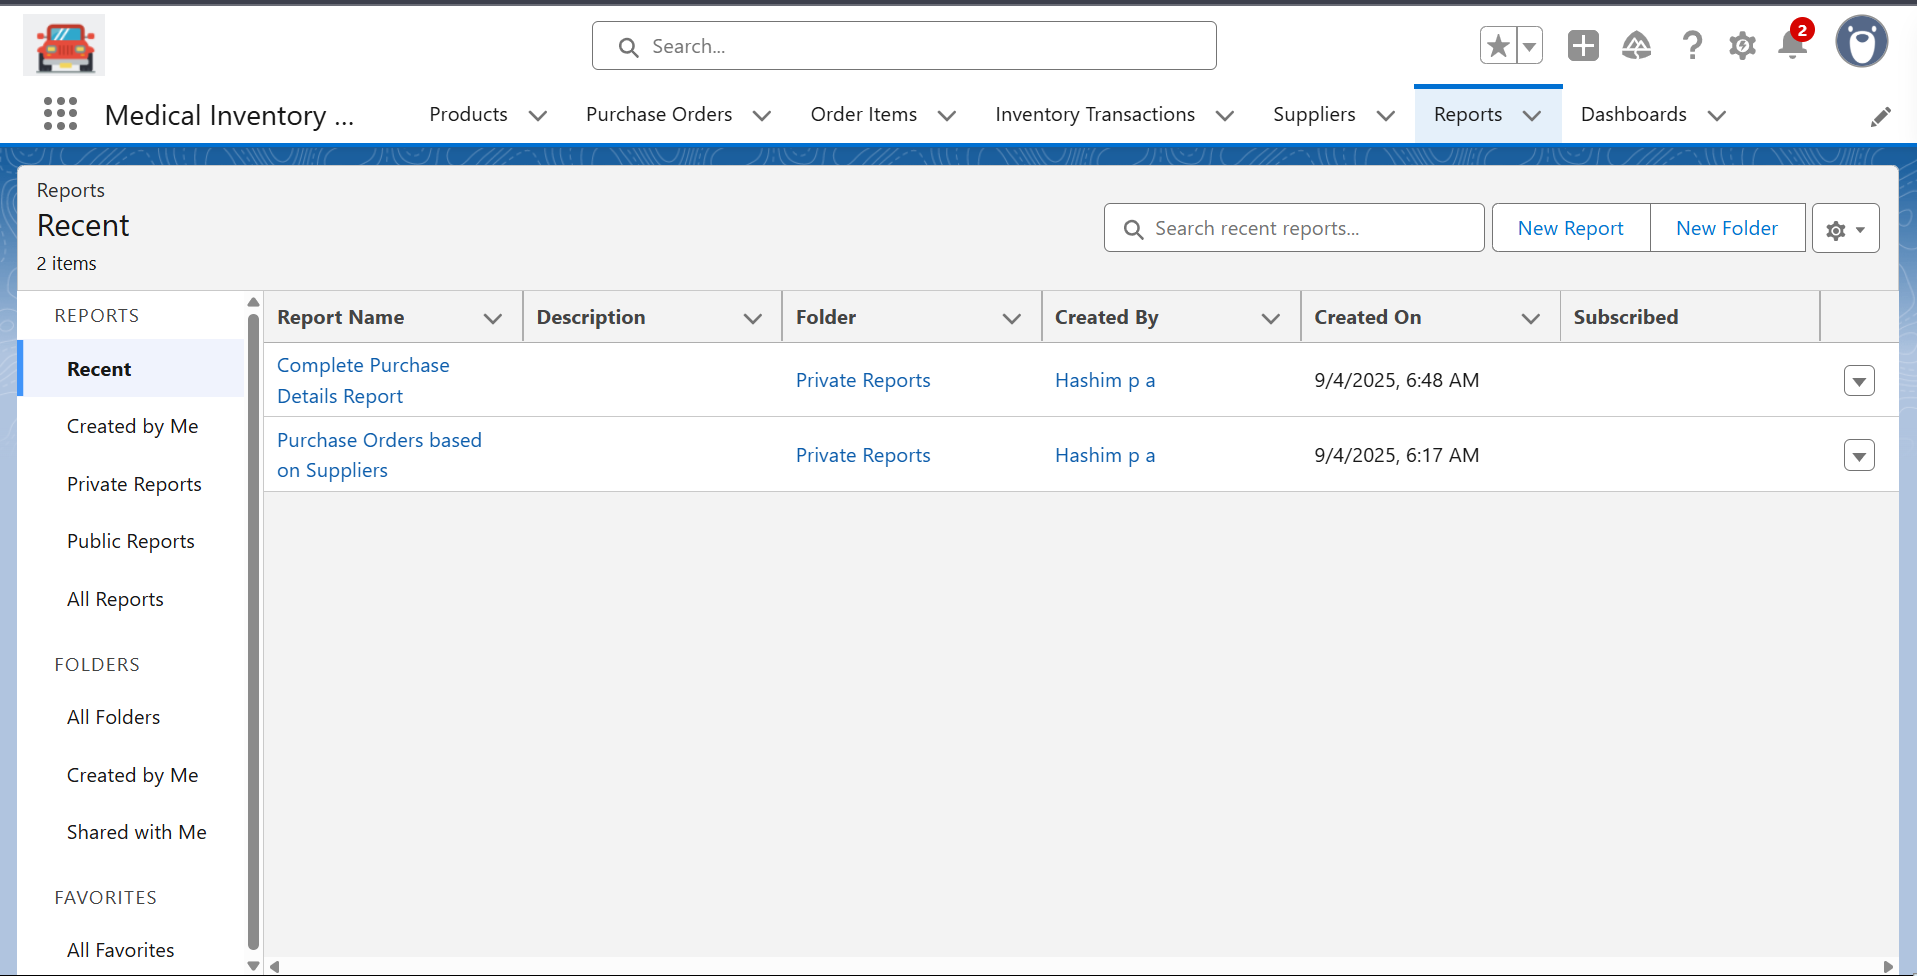 Search...
2
Medical Inventory ...
Products
Purchase Orders
Order Items
Inventory Transactions
Suppliers
Reports
Dashboards
Reports
Recent
2 items
Search recent reports...
New Report
New Folder
REPORTS
Recent
Created by Me
Private Reports
Public Reports
All Reports
FOLDERS
All Folders
Created by Me
Shared with Me
FAVORITES
All Favorites
Report Name
Description
Folder
Created By
Created On
Subscribed
Complete Purchase
Details Report
Private Reports
Hashim p a
9/4/2025, 6:48 AM
Purchase Orders based
on Suppliers
Private Reports
Hashim p a
9/4/2025, 6:17 AM